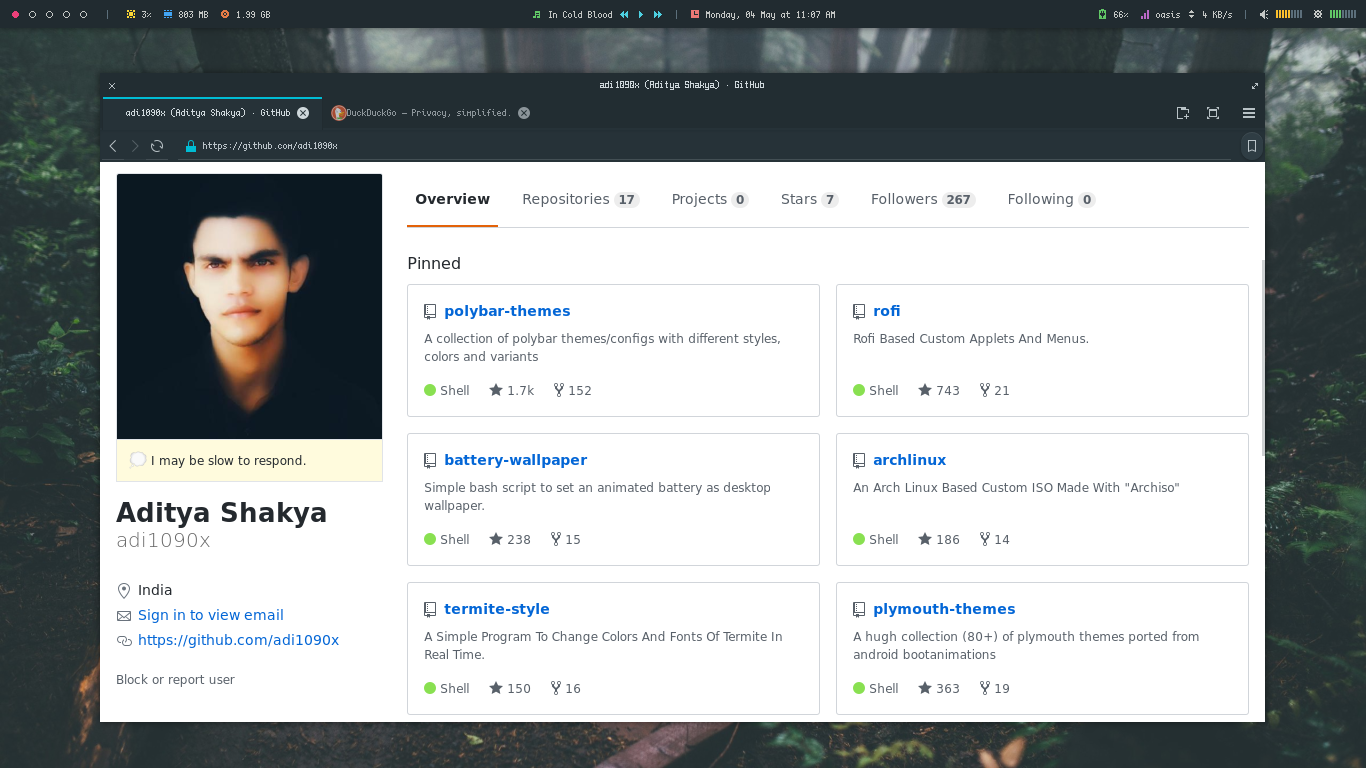 3% 803 MB 1.99 GB In Cold Blood Monday, 04 May at 11:07 AM 66% oasis 4 KB/s
adi1090x (Aditya Shakya) · GitHub
adi1090x (Aditya Shakya) · GitHub DuckDuckGo — Privacy, simplified.
https://github.com/adi1090x
Overview Repositories 17 Projects 0 Stars 7 Followers 267 Following 0
I may be slow to respond.
Aditya Shakya
adi1090x
India
Sign in to view email
https://github.com/adi1090x
Block or report user
Pinned
polybar-themes
A collection of polybar themes/configs with different styles,
colors and variants
Shell 1.7k 152
rofi
Rofi Based Custom Applets And Menus.
Shell 743 21
battery-wallpaper
Simple bash script to set an animated battery as desktop
wallpaper.
Shell 238 15
archlinux
An Arch Linux Based Custom ISO Made With "Archiso"
Shell 186 14
termite-style
A Simple Program To Change Colors And Fonts Of Termite In
Real Time.
Shell 150 16
plymouth-themes
A hugh collection (80+) of plymouth themes ported from
android bootanimations
Shell 363 19